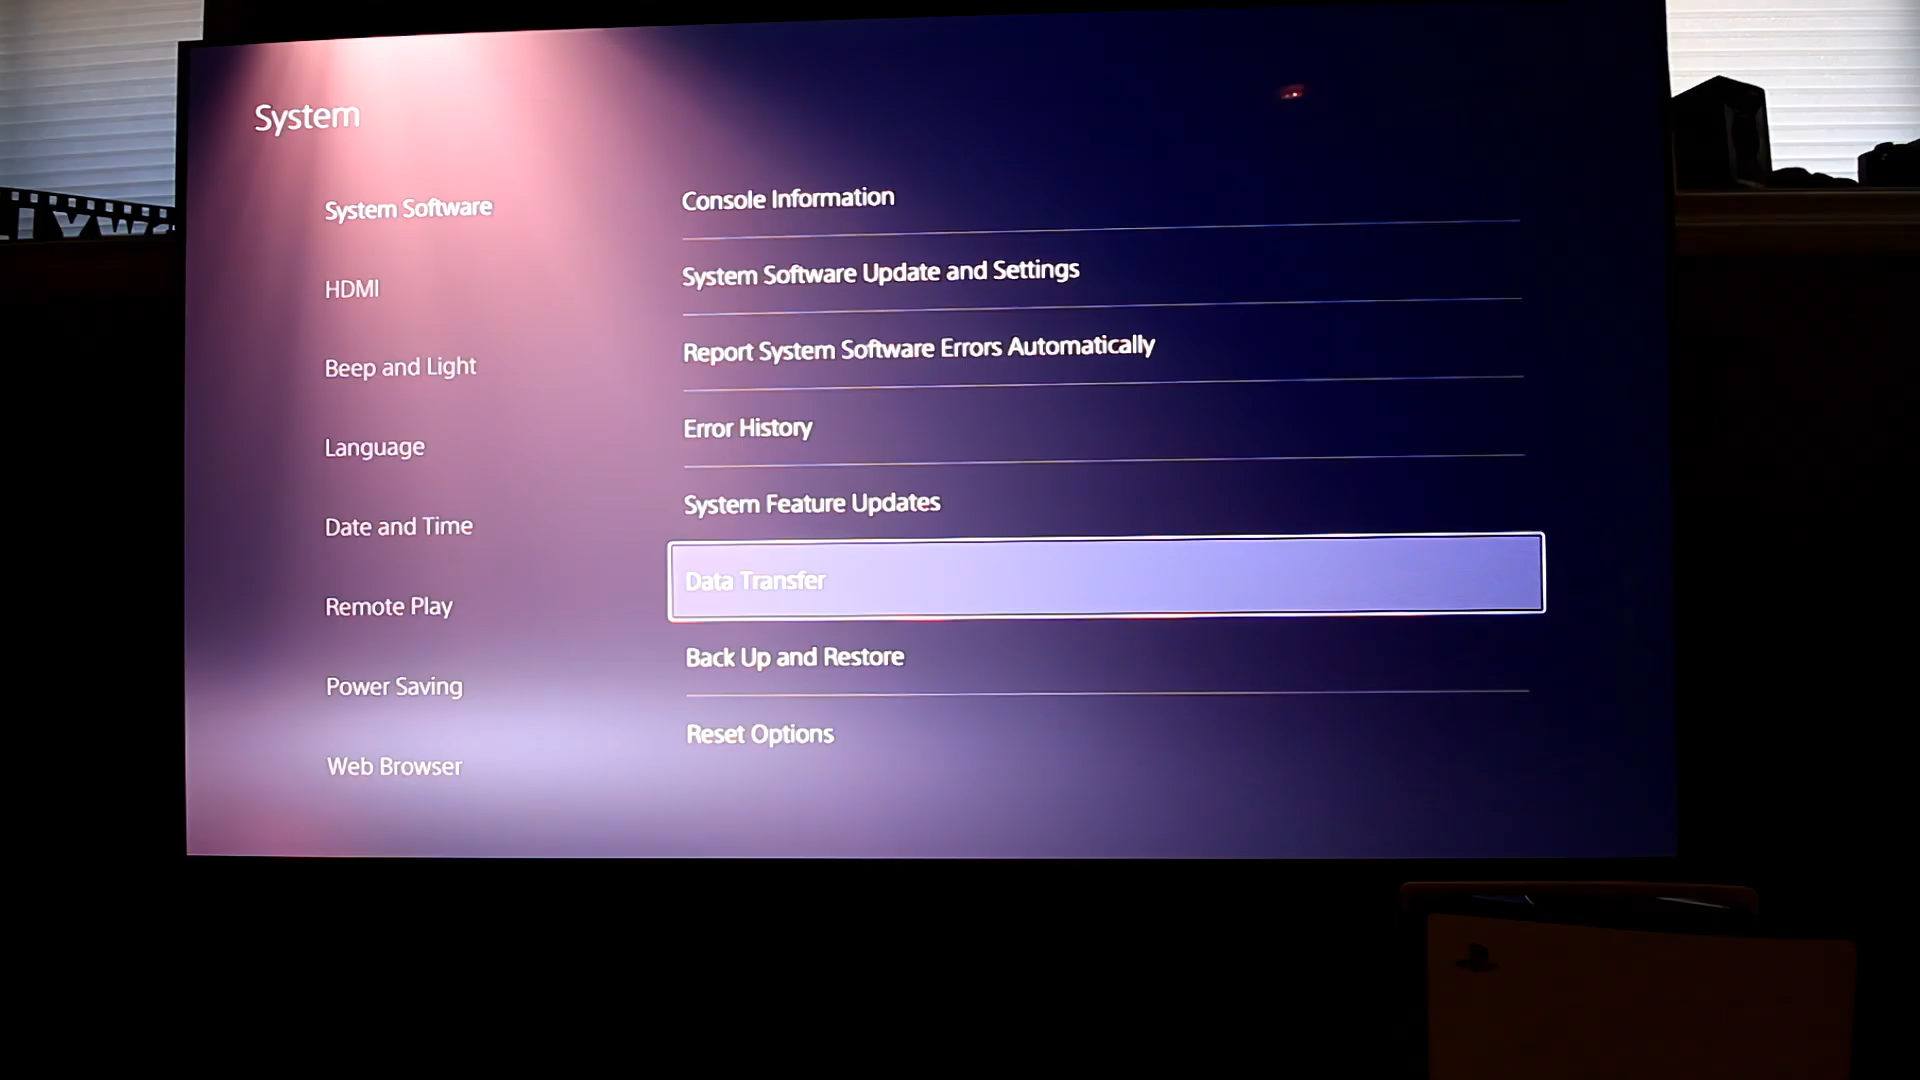 System
System Software
HDMI
Beep and Light
Language
Date and Time
Remote Play
Power Saving
Web Browser
Console Information
System Software Update and Settings
Report System Software Errors Automatically
Error History
System Feature Updates
Data Transfer
Back Up and Restore
Reset Options